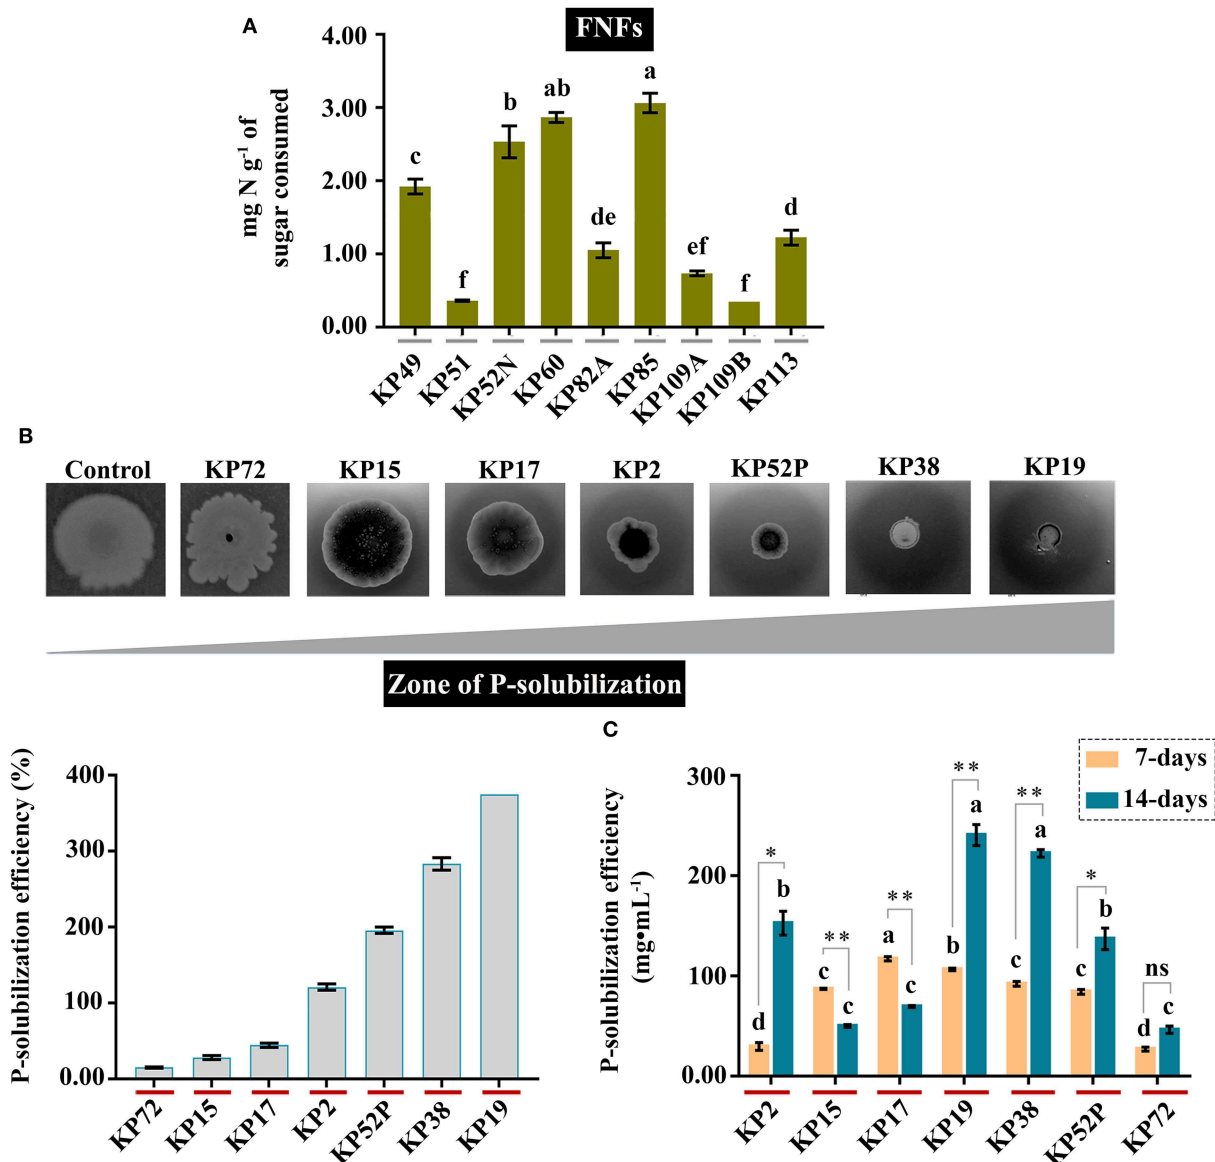 A
FNFs
mg N g⁻¹ of
sugar consumed
4.00
3.00
2.00
1.00
0.00
c
f
b
ab
de
a
ef
f
d
KP49
KP51
KP52N
KP60
KP82A
KP85
KP109A
KP109B
KP113
B
Control KP72 KP15 KP17 KP2 KP52P KP38 KP19
Zone of P-solubilization
P-solubilization efficiency (%)
400
300
200
100
0.00
KP72
KP15
KP17
KP2
KP52P
KP38
KP19
C
7-days
14-days
P-solubilization efficiency
(mg•mL⁻¹)
300
200
100
0.00
*
d b
**
c c
**
a c
**
b a
**
c a
*
c b
ns
d c
KP2
KP15
KP17
KP19
KP38
KP52P
KP72